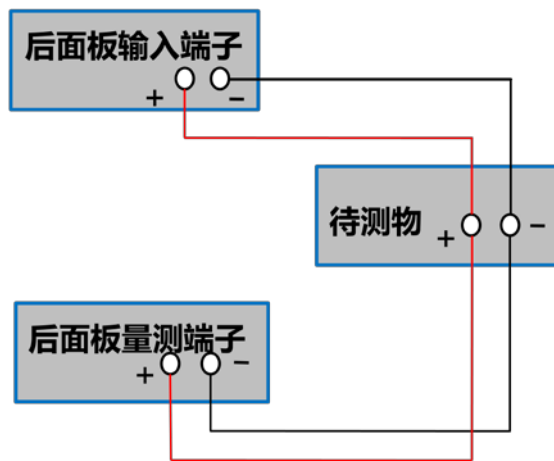 后面板输入端子
+ −
待测物
+ −
后面板量测端子
+ −